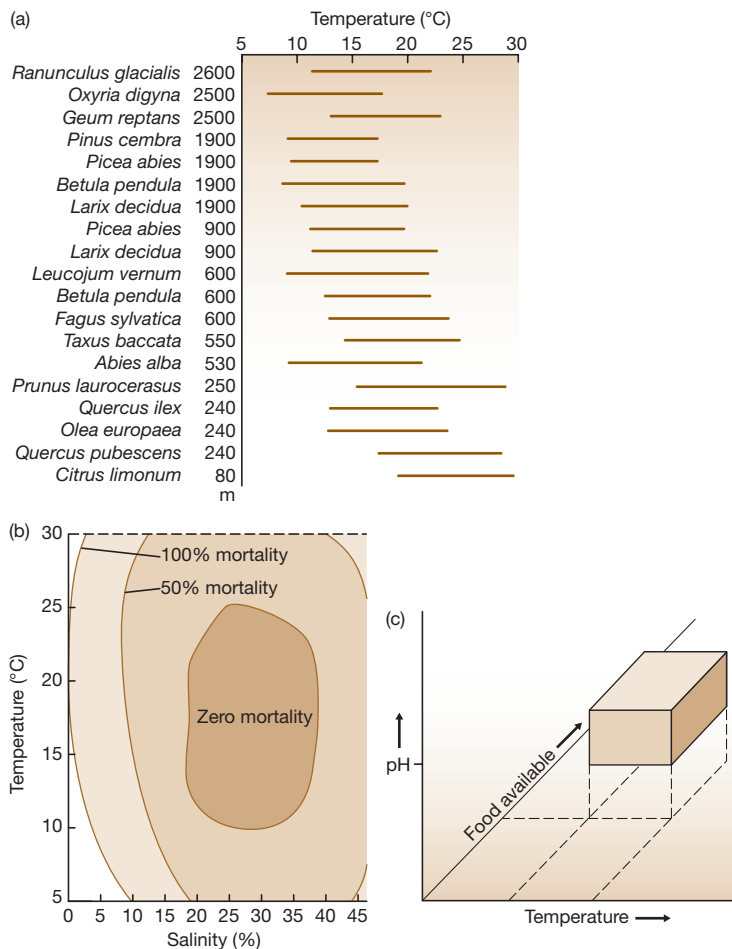 (a)
Temperature (°C)
5 10 15 20 25 30
Ranunculus glacialis 2600
Oxyria digyna 2500
Geum reptans 2500
Pinus cembra 1900
Picea abies 1900
Betula pendula 1900
Larix decidua 1900
Picea abies 900
Larix decidua 900
Leucojum vernum 600
Betula pendula 600
Fagus sylvatica 600
Taxus baccata 550
Abies alba 530
Prunus laurocerasus 250
Quercus ilex 240
Olea europaea 240
Quercus pubescens 240
Citrus limonum 80
m
(b)
30
100% mortality
50% mortality
25
20
Zero mortality
15
10
5
Temperature (°C)
0 5 10 15 20 25 30 35 40 45
Salinity (%)
(c)
pH
Food available
Temperature